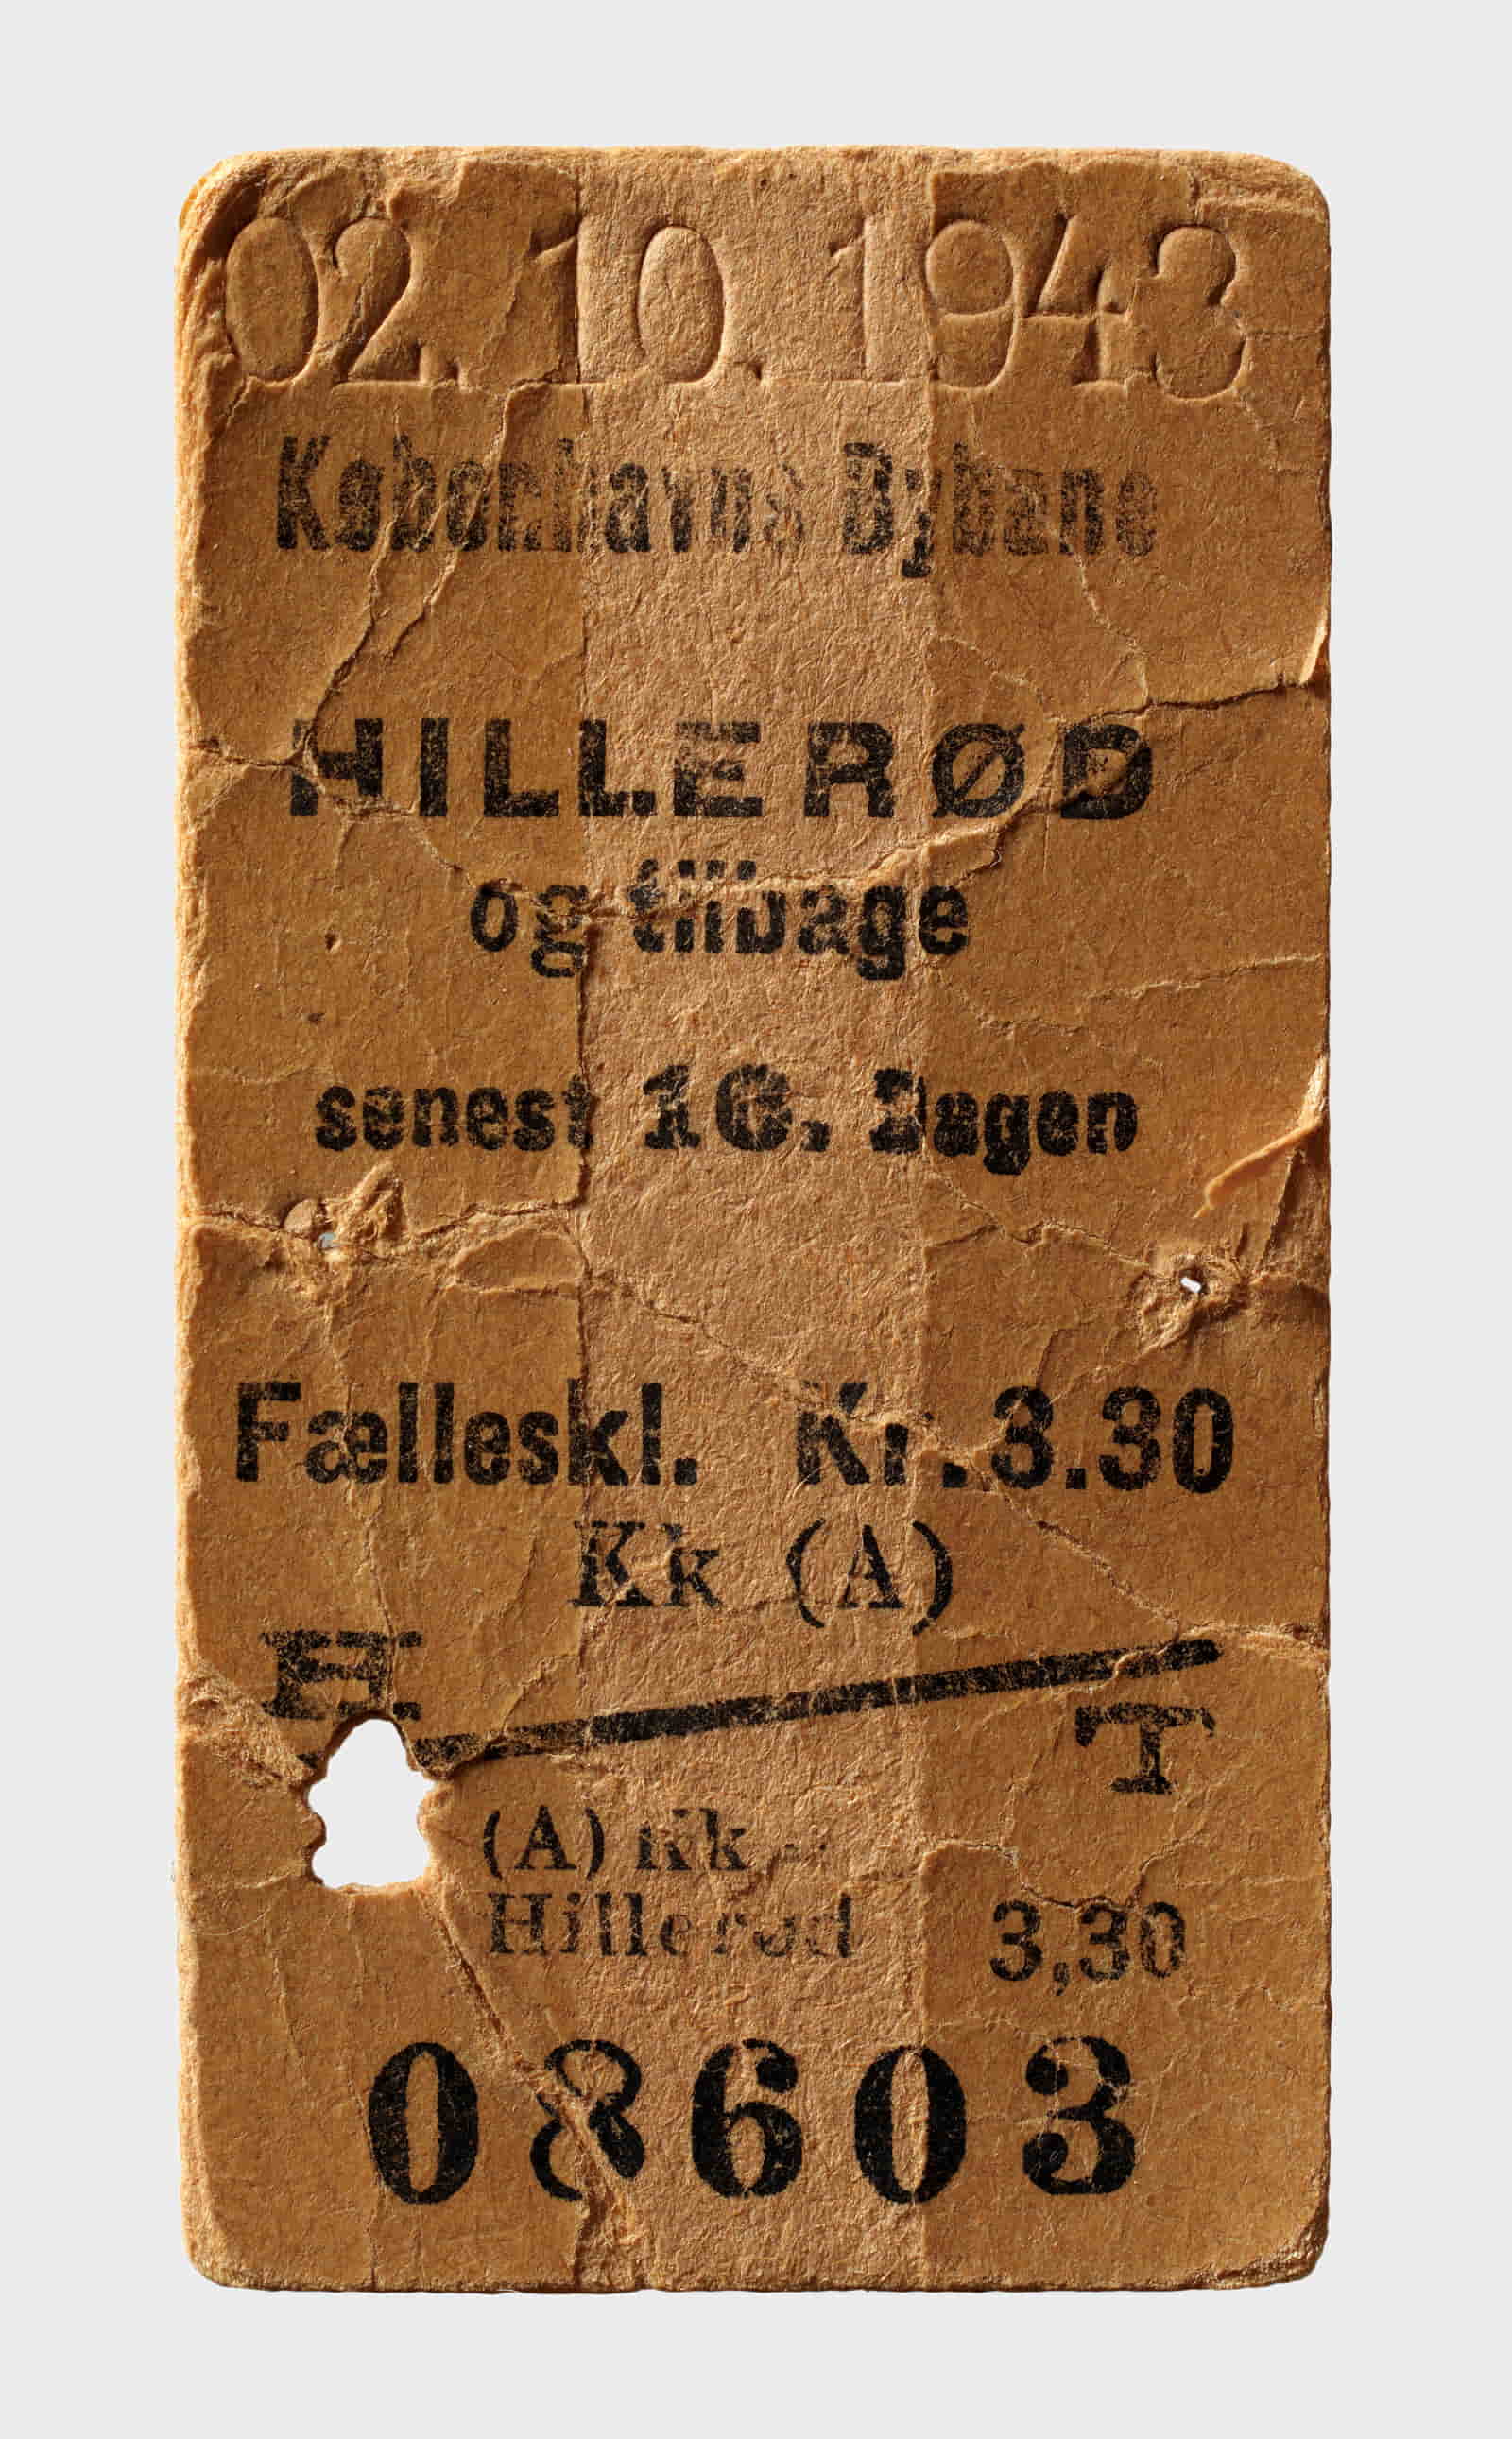 02.10.1943
Københavns Bybane
HILLERØD
og tilbage
senest 10. Dagen
Fælleskl. Kr.3.30
Kk (A)
H
T
(A) Kk -
Hillerød 3,30
08603